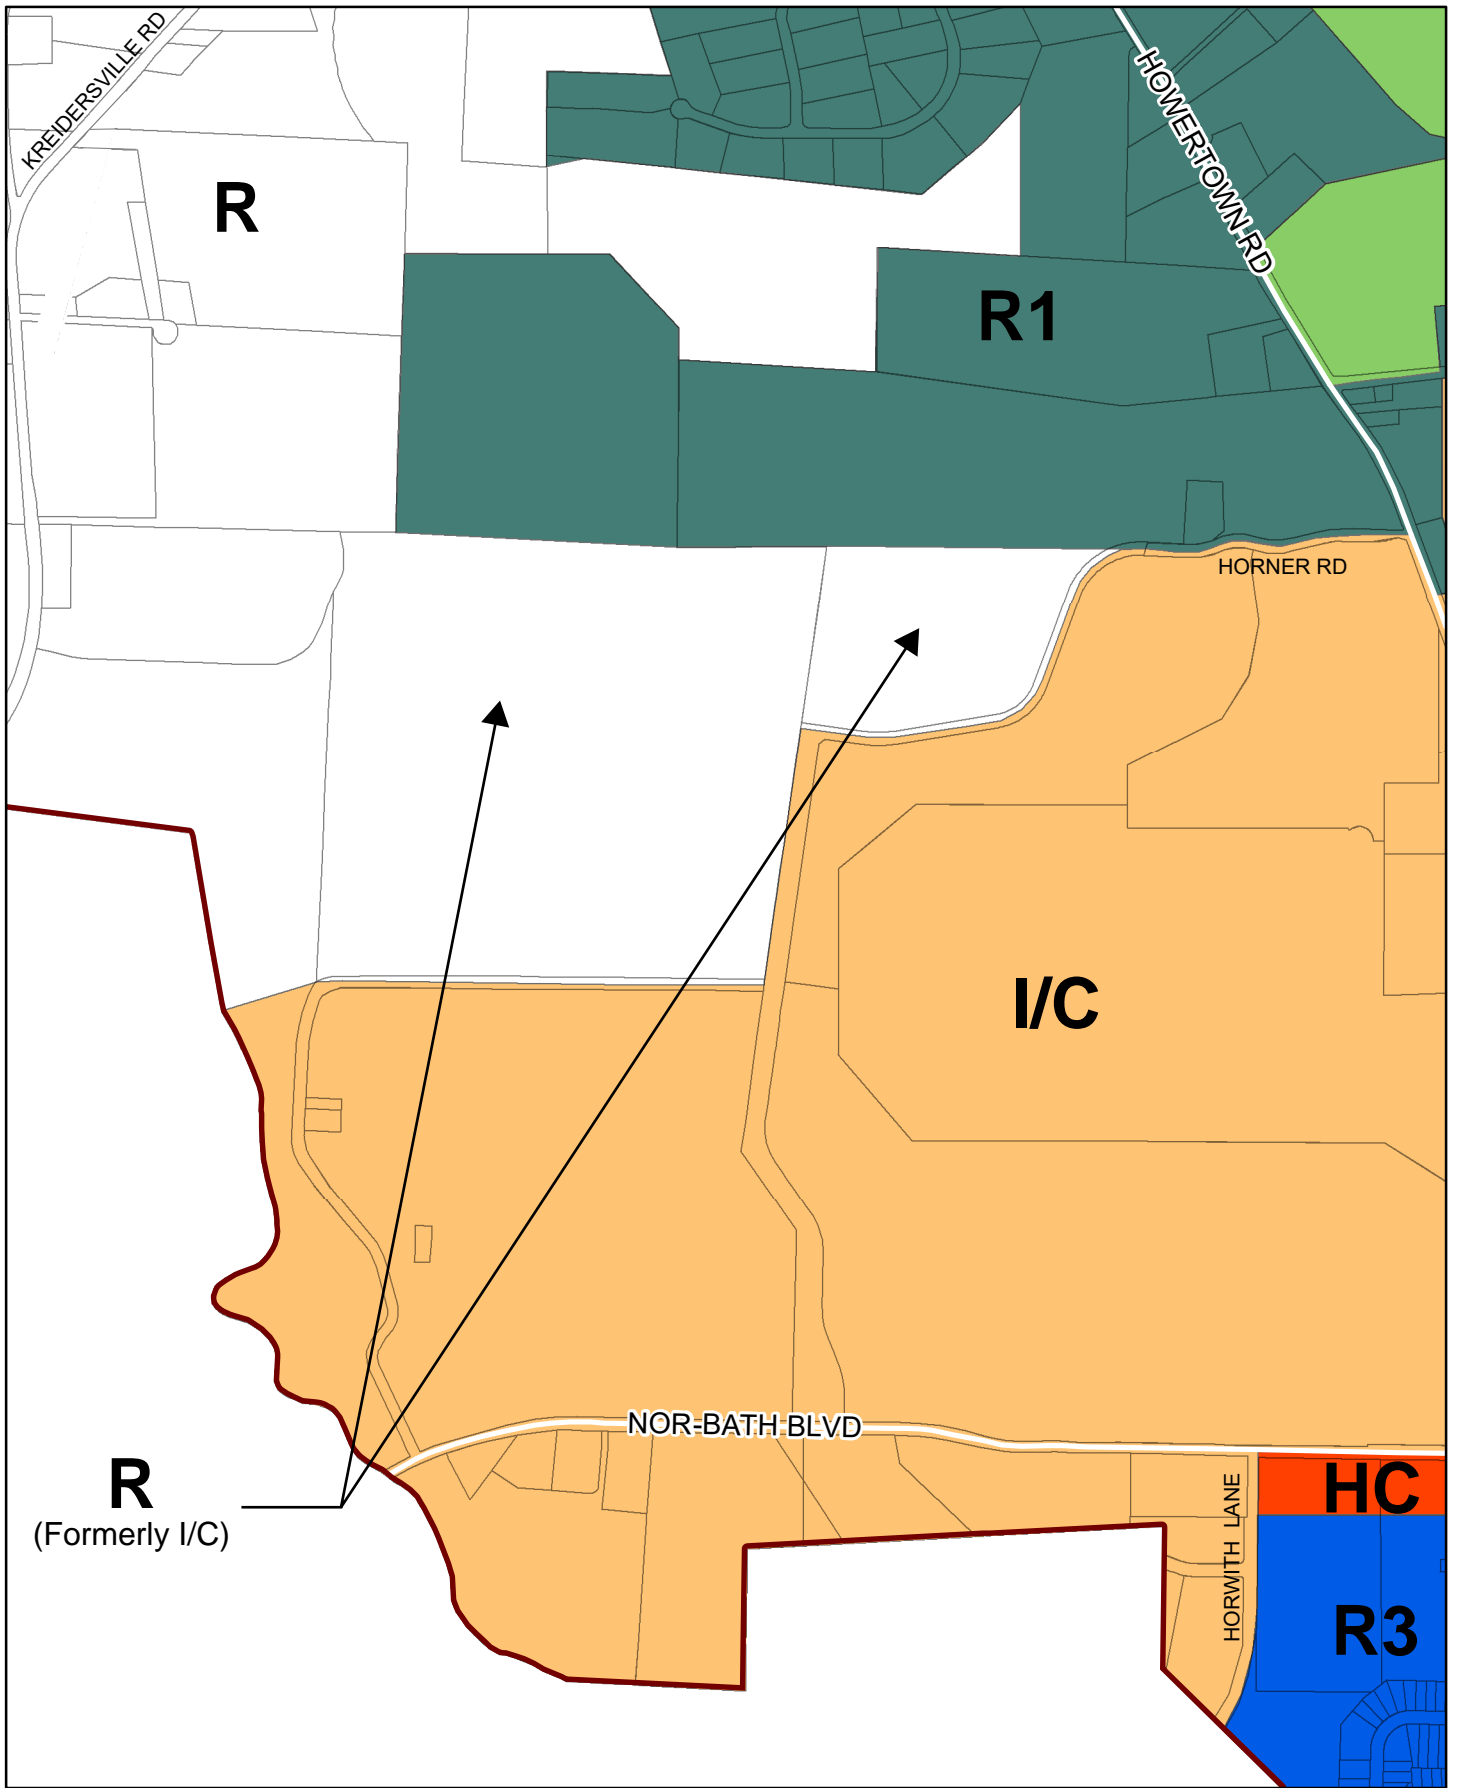 KREIDERSVILLE RD
HOWERTOWN RD
R
R1
HORNER RD
I/C
NOR-BATH BLVD
R
(Formerly I/C)
HORWITH LANE
HC
R3